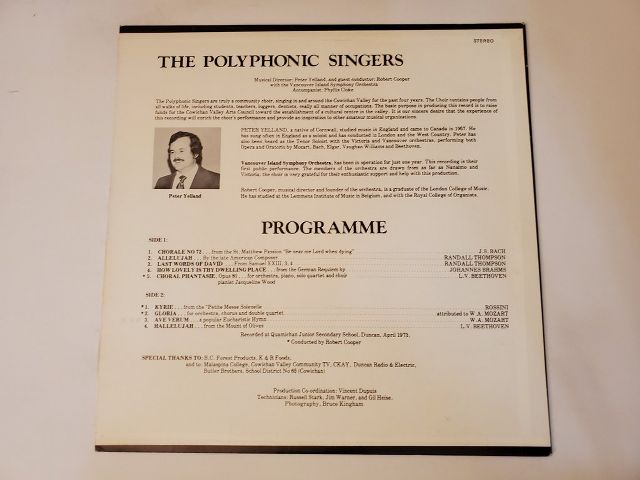 STEREO
THE POLYPHONIC SINGERS
Musical Director: Peter Yelland, and guest conductor: Robert Cooper
with the Vancouver Island Symphony Orchestra
Accompanist: Phyllis Coke
The Polyphonic Singers are truly a community choir, singing in and around the Cowichan Valley for the past four years. The Choir contains people from
all walks of life, including students, teachers, loggers, dentists, really all manner of occupations. The basic purpose in producing this record is to raise
funds for the Cowichan Valley Arts Council toward the establishment of a cultural centre in the valley. It is our sincere desire that the experience of
this recording will enrich the choir's performance and provide an inspiration to other amateur musical organizations.
PETER YELLAND, a native of Cornwall, studied music in England and came to Canada in 1967. He
has sung often in England as a soloist and has conducted in London and the West Country. Peter has
also been heard as the Tenor Soloist with the Victoria and Vancouver orchestras, performing both
Opera and Oratorio by Mozart, Bach, Elgar, Vaughan Williams and Beethoven.
Vancouver Island Symphony Orchestra, has been in operation for just one year. This recording is their
first public performance. The members of the orchestra are drawn from as far as Nanaimo and
Victoria; the choir is very grateful for their enthusiastic support and help with this production.
Robert Cooper, musical director and founder of the orchestra, is a graduate of the London College of Music.
He has studied at the Lemmens Institute of Music in Belgium, and with the Royal College of Organists.
Peter Yelland
PROGRAMME
SIDE 1:
1. CHORALE NO 72 . . . from the St. Matthew Passion "Be near me Lord when dying" J.S. BACH
2. ALLELUJAH . . . By the late American Composer RANDALL THOMPSON
3. LAST WORDS OF DAVID . . . From Samuel XXIII, 3, 4 RANDALL THOMPSON
4. HOW LOVELY IS THY DWELLING PLACE . . . from the German Requiem by JOHANNES BRAHMS
* 5. CHORAL PHANTASIE, Opus 80 . . . for orchestra, piano, solo quartet and choir L.V. BEETHOVEN
pianist Jacqueline Wood
SIDE 2:
*1. KYRIE . . . from the "Petite Messe Solonelle ROSSINI
*2. GLORIA . . . for orchestra, chorus and double quartet attributed to W.A. MOZART
3. AVE VERUM . . . a popular Eucharistic Hymn W.A. MOZART
4. HALLELUJAH . . . from the Mount of Olives L.V. BEETHOVEN
Recorded at Quamichan Junior Secondary School, Duncan, April 1973.
* Conducted by Robert Cooper
SPECIAL THANKS TO: B.C. Forest Products, K & R Foods,
and to: Malaspina College, Cowichan Valley Community TV, CKAY, Duncan Radio & Electric,
Butler Brothers, School District No 65 (Cowichan)
Production Co-ordination: Vincent Dupuis
Technicians: Russell Stark, Jim Warner, and Gil Heise.
Photography, Bruce Kingham